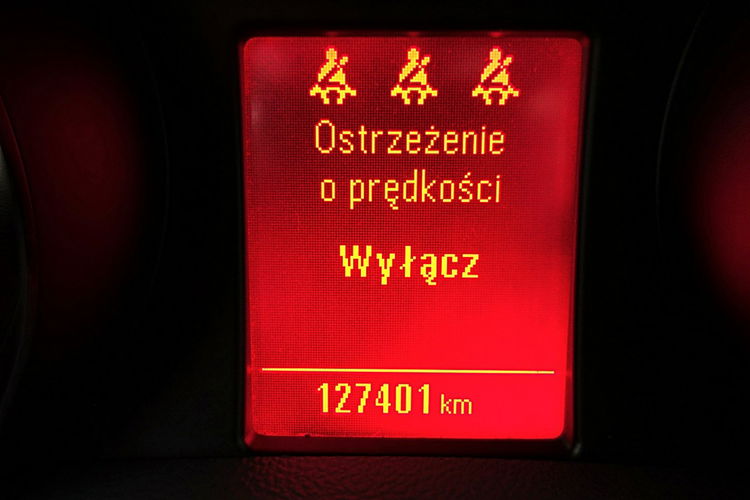 Ostrzeżenie
o prędkości
Wyłącz
127401 km